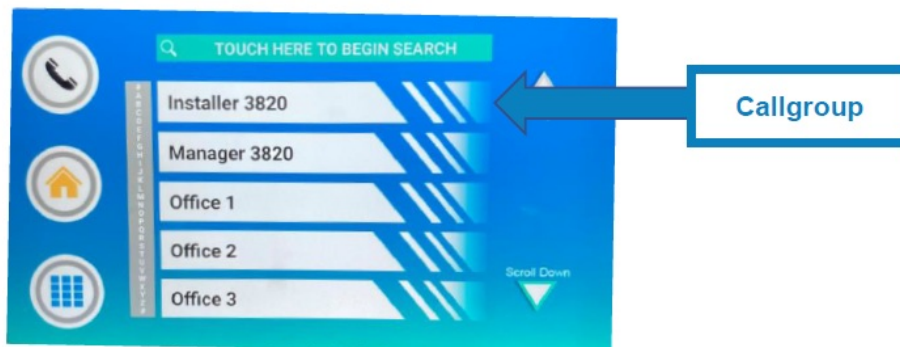 TOUCH HERE TO BEGIN SEARCH
#
A
B
C
D
E
F
G
H
I
J
K
L
M
N
O
P
Q
R
S
T
U
V
W
X
Y
Z
#
Installer 3820
Manager 3820
Office 1
Office 2
Office 3
Scroll Down
Callgroup